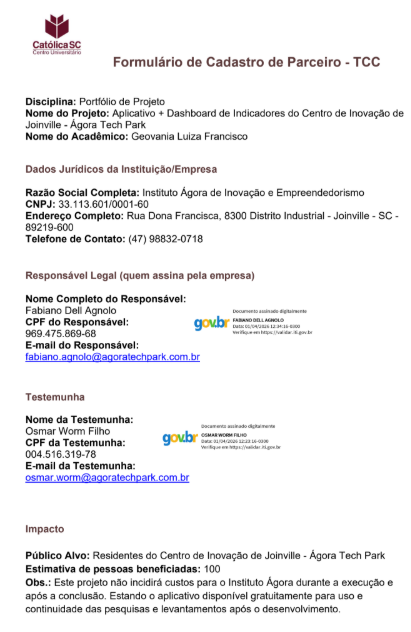 Católica SC
Centro Universitário
Formulário de Cadastro de Parceiro - TCC
Disciplina: Portfólio de Projeto
Nome do Projeto: Aplicativo + Dashboard de Indicadores do Centro de Inovação de
Joinville - Ágora Tech Park
Nome do Acadêmico: Geovania Luiza Francisco
Dados Jurídicos da Instituição/Empresa
Razão Social Completa: Instituto Ágora de Inovação e Empreendedorismo
CNPJ: 33.113.601/0001-60
Endereço Completo: Rua Dona Francisca, 8300 Distrito Industrial - Joinville - SC -
89219-600
Telefone de Contato: (47) 98832-0718
Responsável Legal (quem assina pela empresa)
Nome Completo do Responsável:
Fabiano Dell Agnolo
CPF do Responsável:
969.475.869-68
E-mail do Responsável:
fabiano.agnolo@agoratechpark.com.br
gov.br
Documento assinado digitalmente
FABIANO DELL AGNOLO
Data: 01/04/2026 12:34:16-0300
Verifique em https://validar.iti.gov.br
Testemunha
Nome da Testemunha:
Osmar Worm Filho
CPF da Testemunha:
004.516.319-78
E-mail da Testemunha:
osmar.worm@agoratechpark.com.br
gov.br
Documento assinado digitalmente
OSMAR WORM FILHO
Data: 01/04/2026 12:23:16-0300
Verifique em https://validar.iti.gov.br
Impacto
Público Alvo: Residentes do Centro de Inovação de Joinville - Ágora Tech Park
Estimativa de pessoas beneficiadas: 100
Obs.: Este projeto não incidirá custos para o Instituto Ágora durante a execução e
após a conclusão. Estando o aplicativo disponível gratuitamente para uso e
continuidade das pesquisas e levantamentos após o desenvolvimento.